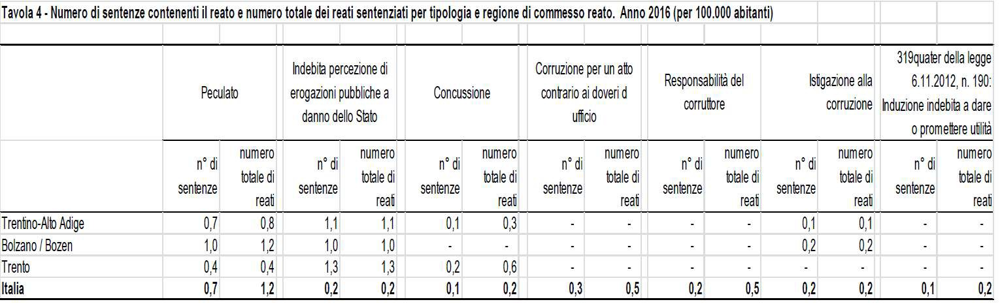 Tavola 4 - Numero di sentenze contenenti il reato e numero totale dei reati sentenziati per tipologia e regione di commesso reato. Anno 2016 (per 100.000 abitanti)
Peculato
Indebita percezione di
erogazioni pubbliche a
danno dello Stato
Concussione
Corruzione per un atto
contrario ai doveri d
ufficio
Responsabilità del
corruttore
Istigazione alla
corruzione
319quater della legge
6.11.2012, n. 190:
Induzione indebita a dare
o promettere utilità
n° di
sentenze
numero
totale di
reati
n° di
sentenze
numero
totale di
reati
n° di
sentenze
numero
totale di
reati
n° di
sentenze
numero
totale di
reati
n° di
sentenze
numero
totale di
reati
n° di
sentenze
numero
totale di
reati
n° di
sentenze
numero
totale di
reati
Trentino-Alto Adige 0,7 0,8 1,1 1,1 0,1 0,3 - - - - 0,1 0,1 - -
Bolzano / Bozen 1,0 1,2 1,0 1,0 - - - - - - 0,2 0,2 - -
Trento 0,4 0,4 1,3 1,3 0,2 0,6 - - - - - - - -
Italia 0,7 1,2 0,2 0,2 0,1 0,2 0,3 0,5 0,2 0,5 0,2 0,2 0,1 0,2